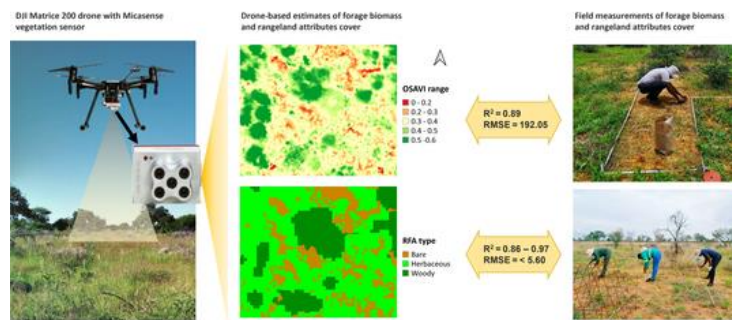 DJI Matrice 200 drone with Micasense
vegetation sensor
Drone-based estimates of forage biomass
and rangeland attributes cover
Field measurements of forage biomass
and rangeland attributes cover
OSAVI range
0 - 0.2
0.2 - 0.3
0.3 - 0.4
0.4 - 0.5
0.5 -0.6
R² = 0.89
RMSE = 192.05
RFA type
Bare
Herbaceous
Woody
R² = 0.86 – 0.97
RMSE = < 5.60